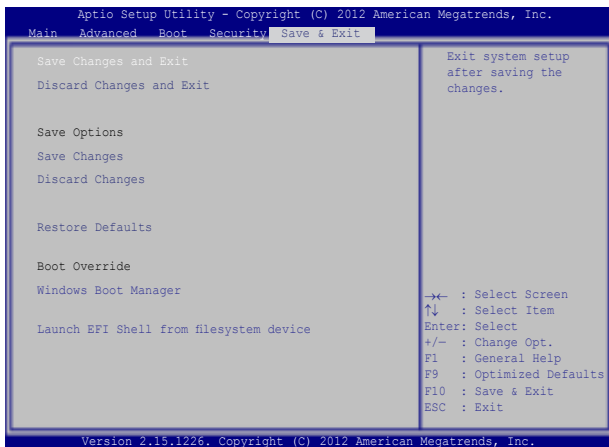 Aptio Setup Utility - Copyright (C) 2012 American Megatrends, Inc.
Main Advanced Boot Security Save & Exit
Save Changes and Exit
Discard Changes and Exit
Save Options
Save Changes
Discard Changes
Restore Defaults
Boot Override
Windows Boot Manager
Launch EFI Shell from filesystem device
Exit system setup
after saving the
changes.
→← : Select Screen
↑↓ : Select Item
Enter: Select
+/— : Change Opt.
F1 : General Help
F9 : Optimized Defaults
F10 : Save & Exit
ESC : Exit
Version 2.15.1226. Copyright (C) 2012 American Megatrends, Inc.